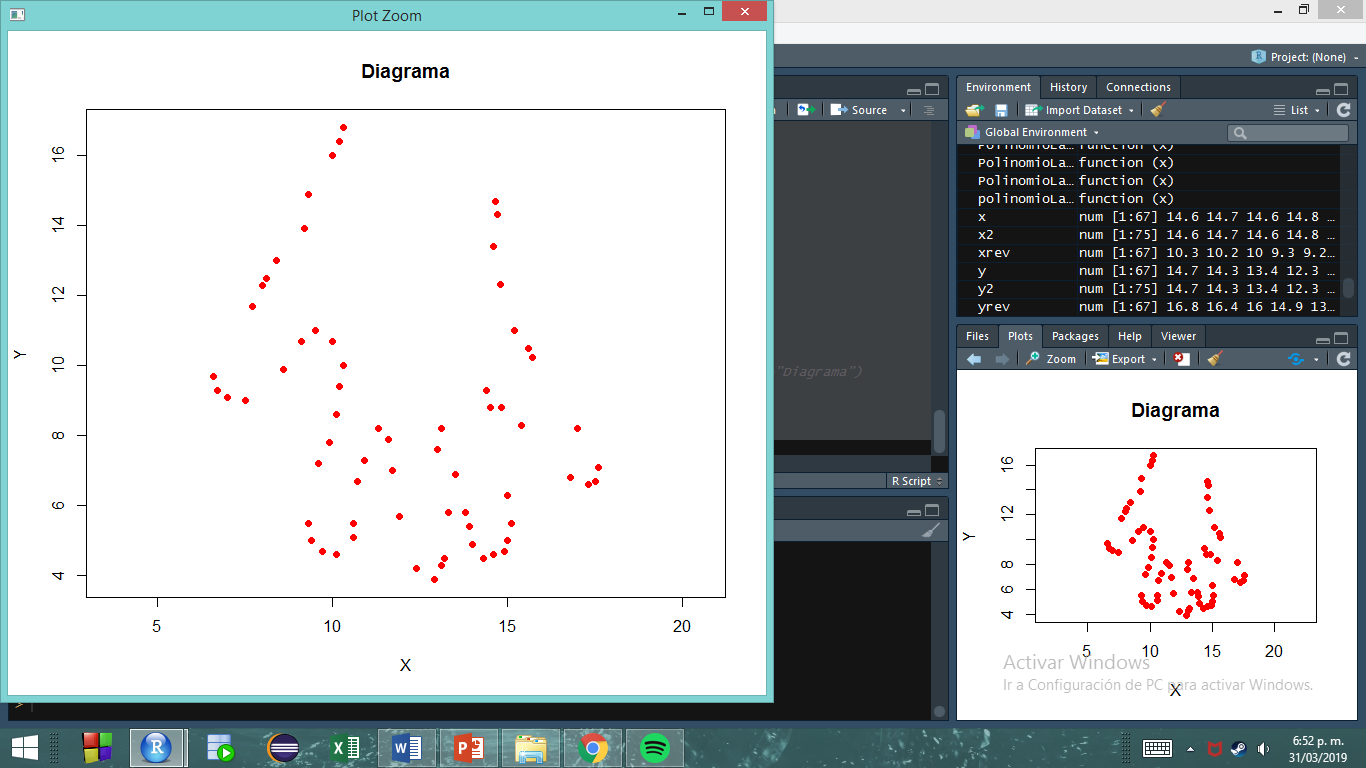 Plot Zoom
Diagrama
16
14
12
10
8
6
4
Y
5
10
15
20
X
Project: (None)
Source
"Diagrama")
R Script
Environment
History
Connections
Import Dataset
List
Global Environment
PolinomioLa… function (x)
PolinomioLa… function (x)
PolinomioLa… function (x)
polinomioLa… function (x)
x num [1:67] 14.6 14.7 14.6 14.8 …
x2 num [1:75] 14.6 14.7 14.6 14.8 …
xrev num [1:67] 10.3 10.2 10 9.3 9.2…
y num [1:67] 14.7 14.3 13.4 12.3 …
y2 num [1:75] 14.7 14.3 13.4 12.3 …
yrev num [1:67] 16.8 16.4 16 14.9 13…
Files
Plots
Packages
Help
Viewer
Zoom
Export
Diagrama
16
12
8
6
4
Y
5
10
15
20
X
Activar Windows
Ir a Configuración de PC para activar Windows.
>
6:52 p. m.
31/03/2019